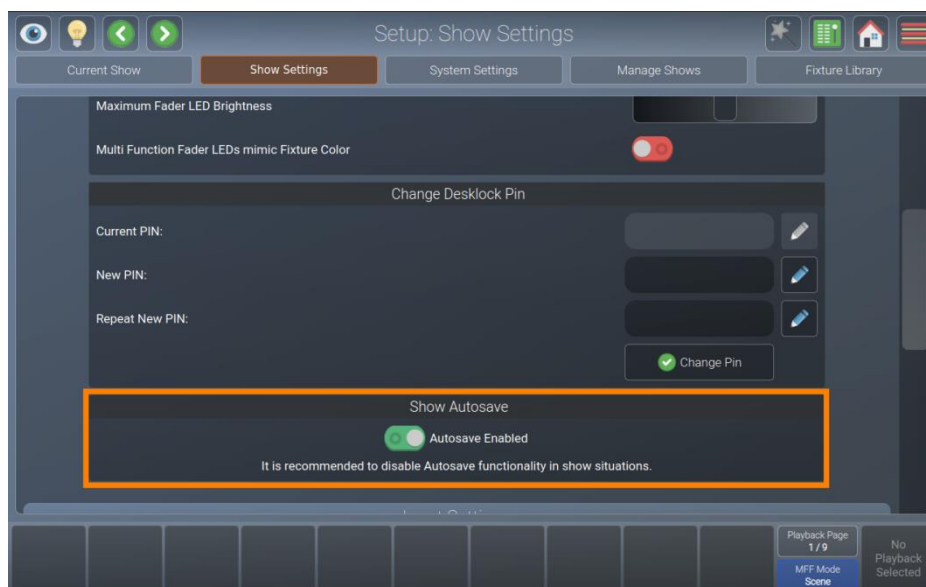 Setup: Show Settings
Current Show
Show Settings
System Settings
Manage Shows
Fixture Library
Maximum Fader LED Brightness
Multi Function Fader LEDs mimic Fixture Color
Change Desklock Pin
Current PIN:
New PIN:
Repeat New PIN:
Change Pin
Show Autosave
Autosave Enabled
It is recommended to disable Autosave functionality in show situations.
Playback Page
1 / 9
No
Playback
Selected
MFF Mode
Scene